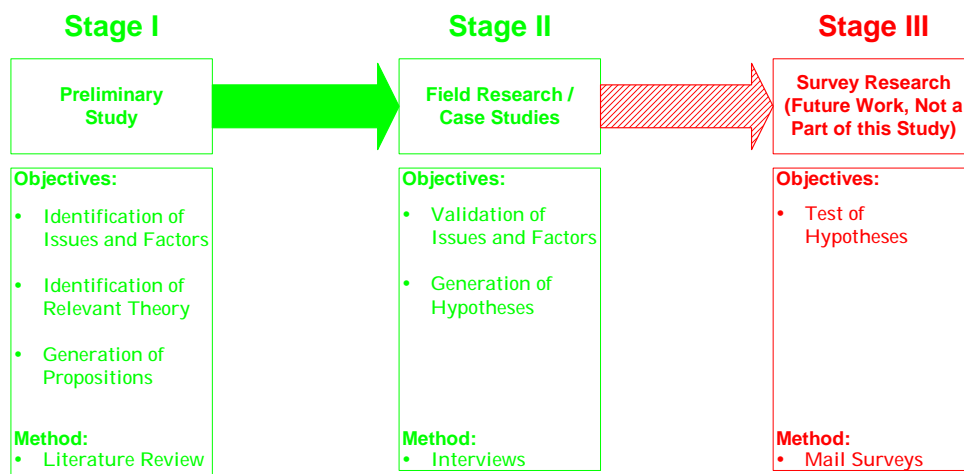 Stage I
Preliminary
Study
Objectives:
• Identification of
Issues and Factors
• Identification of
Relevant Theory
• Generation of
Propositions
Method:
• Literature Review
Stage II
Field Research /
Case Studies
Objectives:
• Validation of
Issues and Factors
• Generation of
Hypotheses
Method:
• Interviews
Stage III
Survey Research
(Future Work, Not a
Part of this Study)
Objectives:
• Test of
Hypotheses
Method:
• Mail Surveys